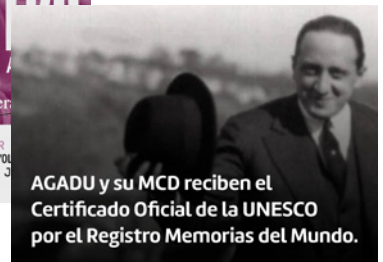 AGADU y su MCD reciben el
Certificado Oficial de la UNESCO
por el Registro Memorias del Mundo.